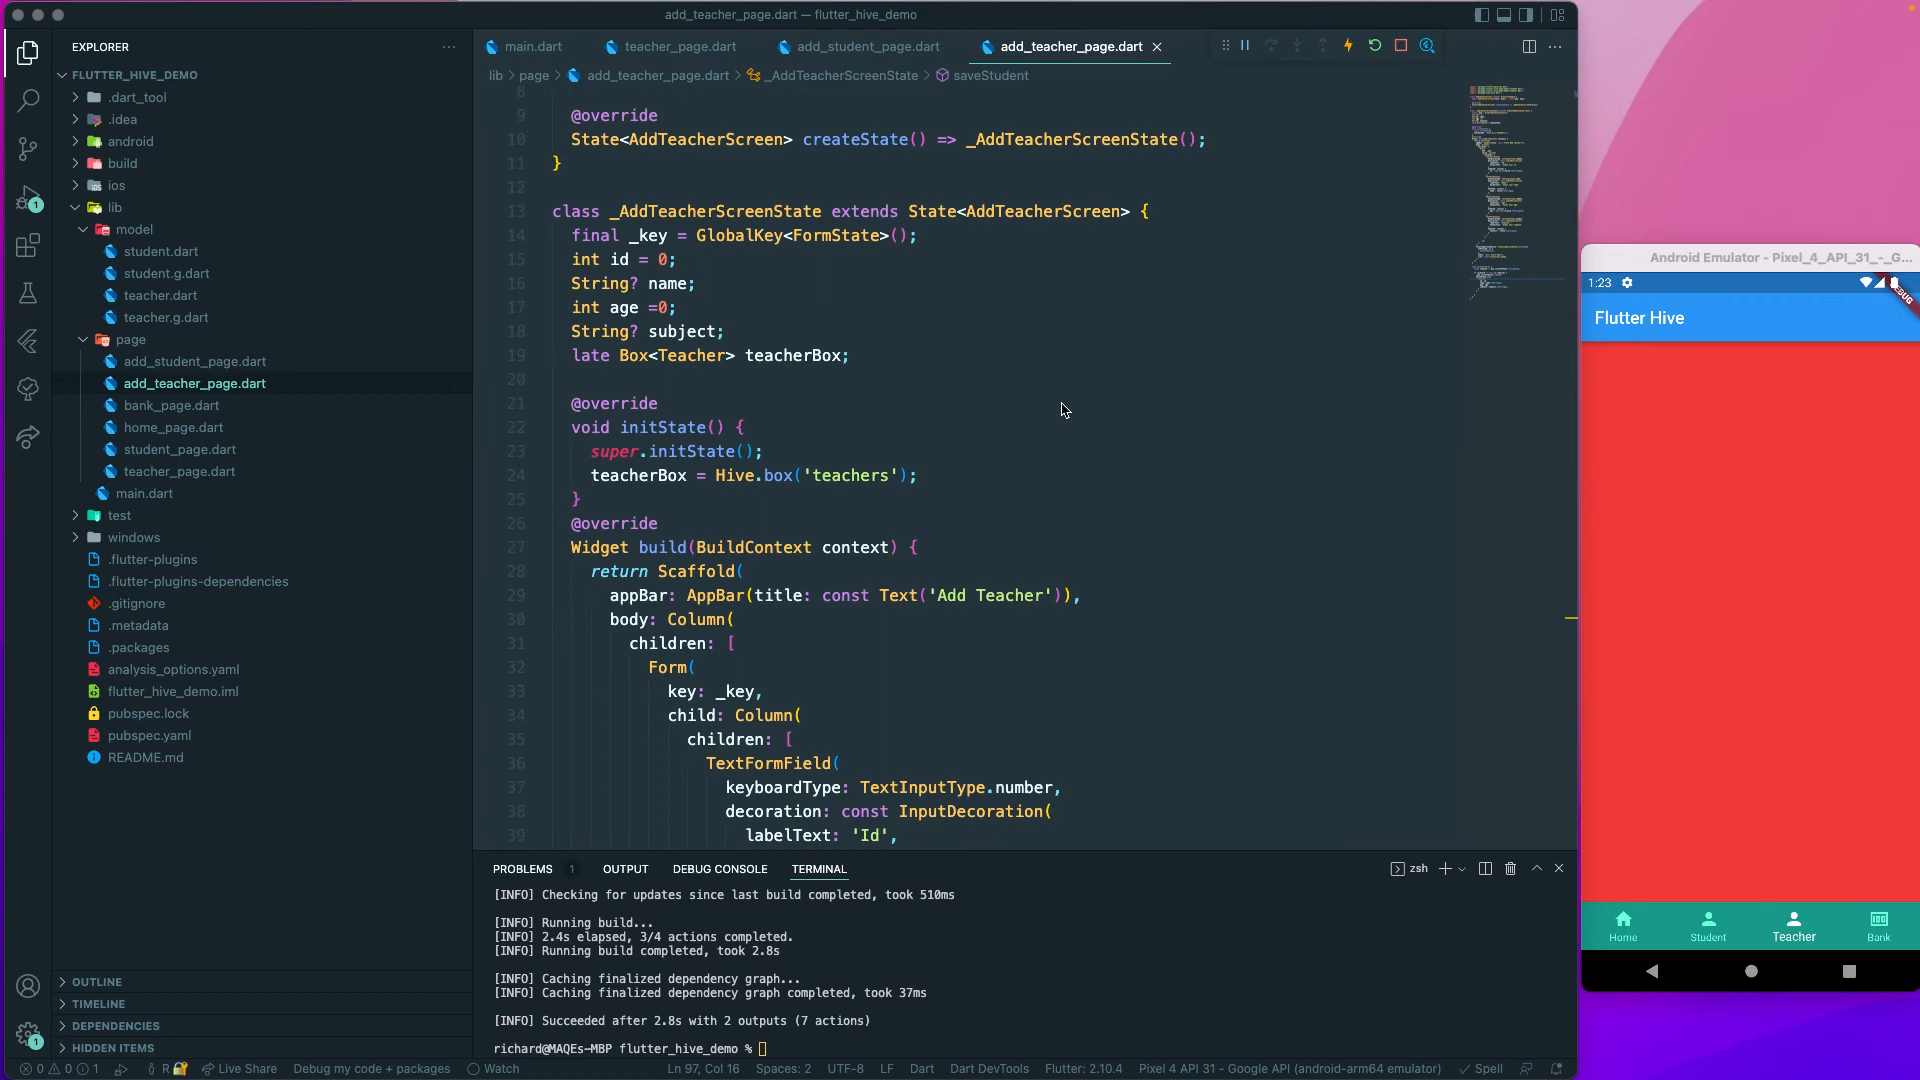 add_teacher_page.dart — flutter_hive_demo
EXPLORER
FLUTTER_HIVE_DEMO
.dart_tool
.idea
android
build
ios
lib
model
student.dart
student.g.dart
teacher.dart
teacher.g.dart
page
add_student_page.dart
add_teacher_page.dart
bank_page.dart
home_page.dart
student_page.dart
teacher_page.dart
main.dart
test
windows
.flutter-plugins
.flutter-plugins-dependencies
.gitignore
.metadata
.packages
analysis_options.yaml
flutter_hive_demo.iml
pubspec.lock
pubspec.yaml
README.md
OUTLINE
TIMELINE
DEPENDENCIES
HIDDEN ITEMS
1
1
main.dart teacher_page.dart add_student_page.dart add_teacher_page.dart
lib > page > add_teacher_page.dart > _AddTeacherScreenState > saveStudent
8
9 @override
10 State<AddTeacherScreen> createState() => _AddTeacherScreenState();
11 }
12
13 class _AddTeacherScreenState extends State<AddTeacherScreen> {
14 final _key = GlobalKey<FormState>();
15 int id = 0;
16 String? name;
17 int age =0;
18 String? subject;
19 late Box<Teacher> teacherBox;
20
21 @override
22 void initState() {
23 super.initState();
24 teacherBox = Hive.box('teachers');
25 }
26 @override
27 Widget build(BuildContext context) {
28 return Scaffold(
29 appBar: AppBar(title: const Text('Add Teacher')),
30 body: Column(
31 children: [
32 Form(
33 key: _key,
34 child: Column(
35 children: [
36 TextFormField(
37 keyboardType: TextInputType.number,
38 decoration: const InputDecoration(
39 labelText: 'Id',
PROBLEMS 1 OUTPUT DEBUG CONSOLE TERMINAL zsh
[INFO] Checking for updates since last build completed, took 510ms
[INFO] Running build...
[INFO] 2.4s elapsed, 3/4 actions completed.
[INFO] Running build completed, took 2.8s
[INFO] Caching finalized dependency graph...
[INFO] Caching finalized dependency graph completed, took 37ms
[INFO] Succeeded after 2.8s with 2 outputs (7 actions)
richard@MAQEs-MBP flutter_hive_demo %
0 0 1 R Live Share Debug my code + packages Watch Ln 97, Col 16 Spaces: 2 UTF-8 LF Dart Dart DevTools Flutter: 2.10.4 Pixel 4 API 31 - Google API (android-arm64 emulator) Spell
Android Emulator - Pixel_4_API_31_-_G...
1:23
DEBUG
Flutter Hive
Home Student Teacher Bank